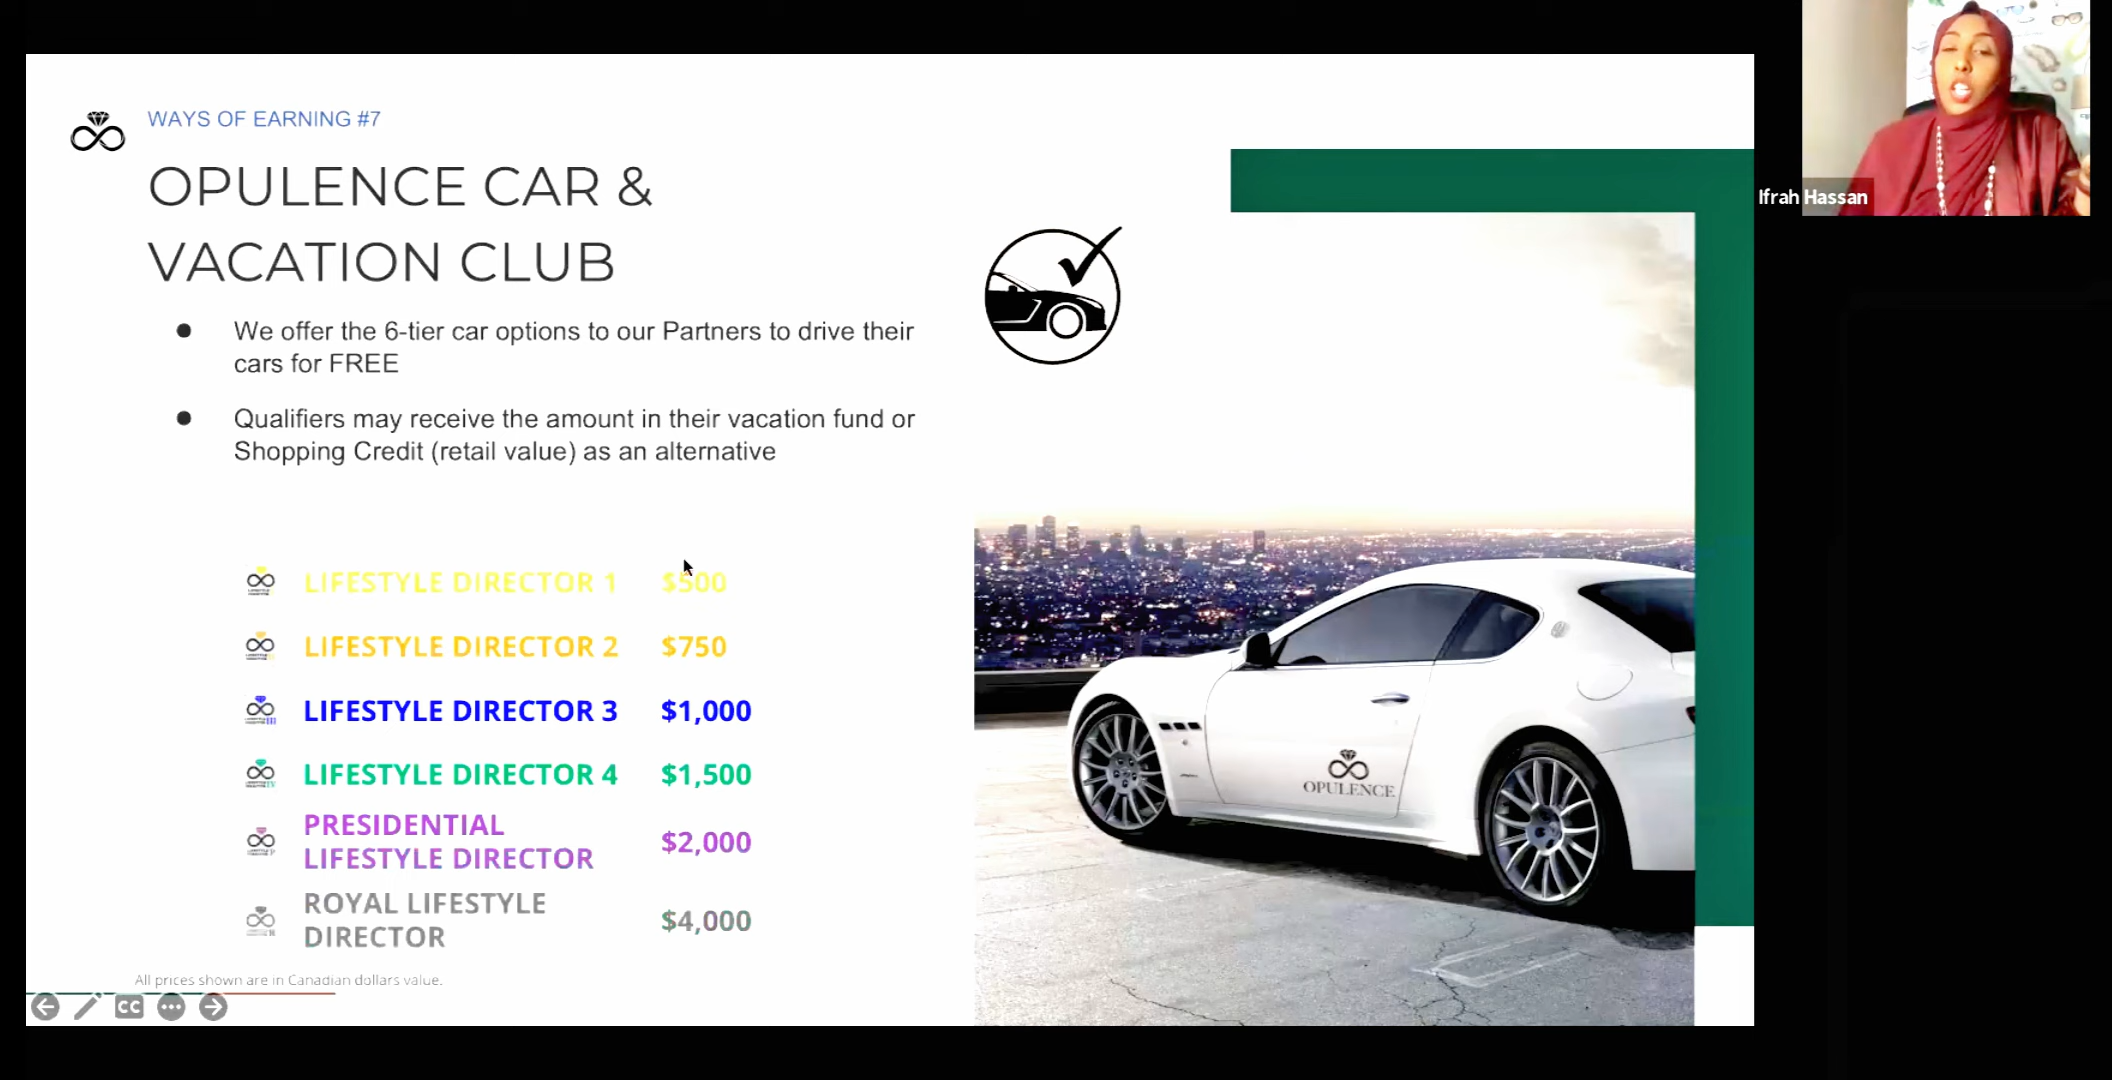 WAYS OF EARNING #7
OPULENCE CAR &
VACATION CLUB
● We offer the 6-tier car options to our Partners to drive their
cars for FREE
● Qualifiers may receive the amount in their vacation fund or
Shopping Credit (retail value) as an alternative
LIFESTYLE DIRECTOR 1 $500
LIFESTYLE DIRECTOR 2 $750
LIFESTYLE DIRECTOR 3 $1,000
LIFESTYLE DIRECTOR 4 $1,500
PRESIDENTIAL
LIFESTYLE DIRECTOR $2,000
ROYAL LIFESTYLE
DIRECTOR $4,000
All prices shown are in Canadian dollars value.
CC
OPULENCE
Ifrah Hassan